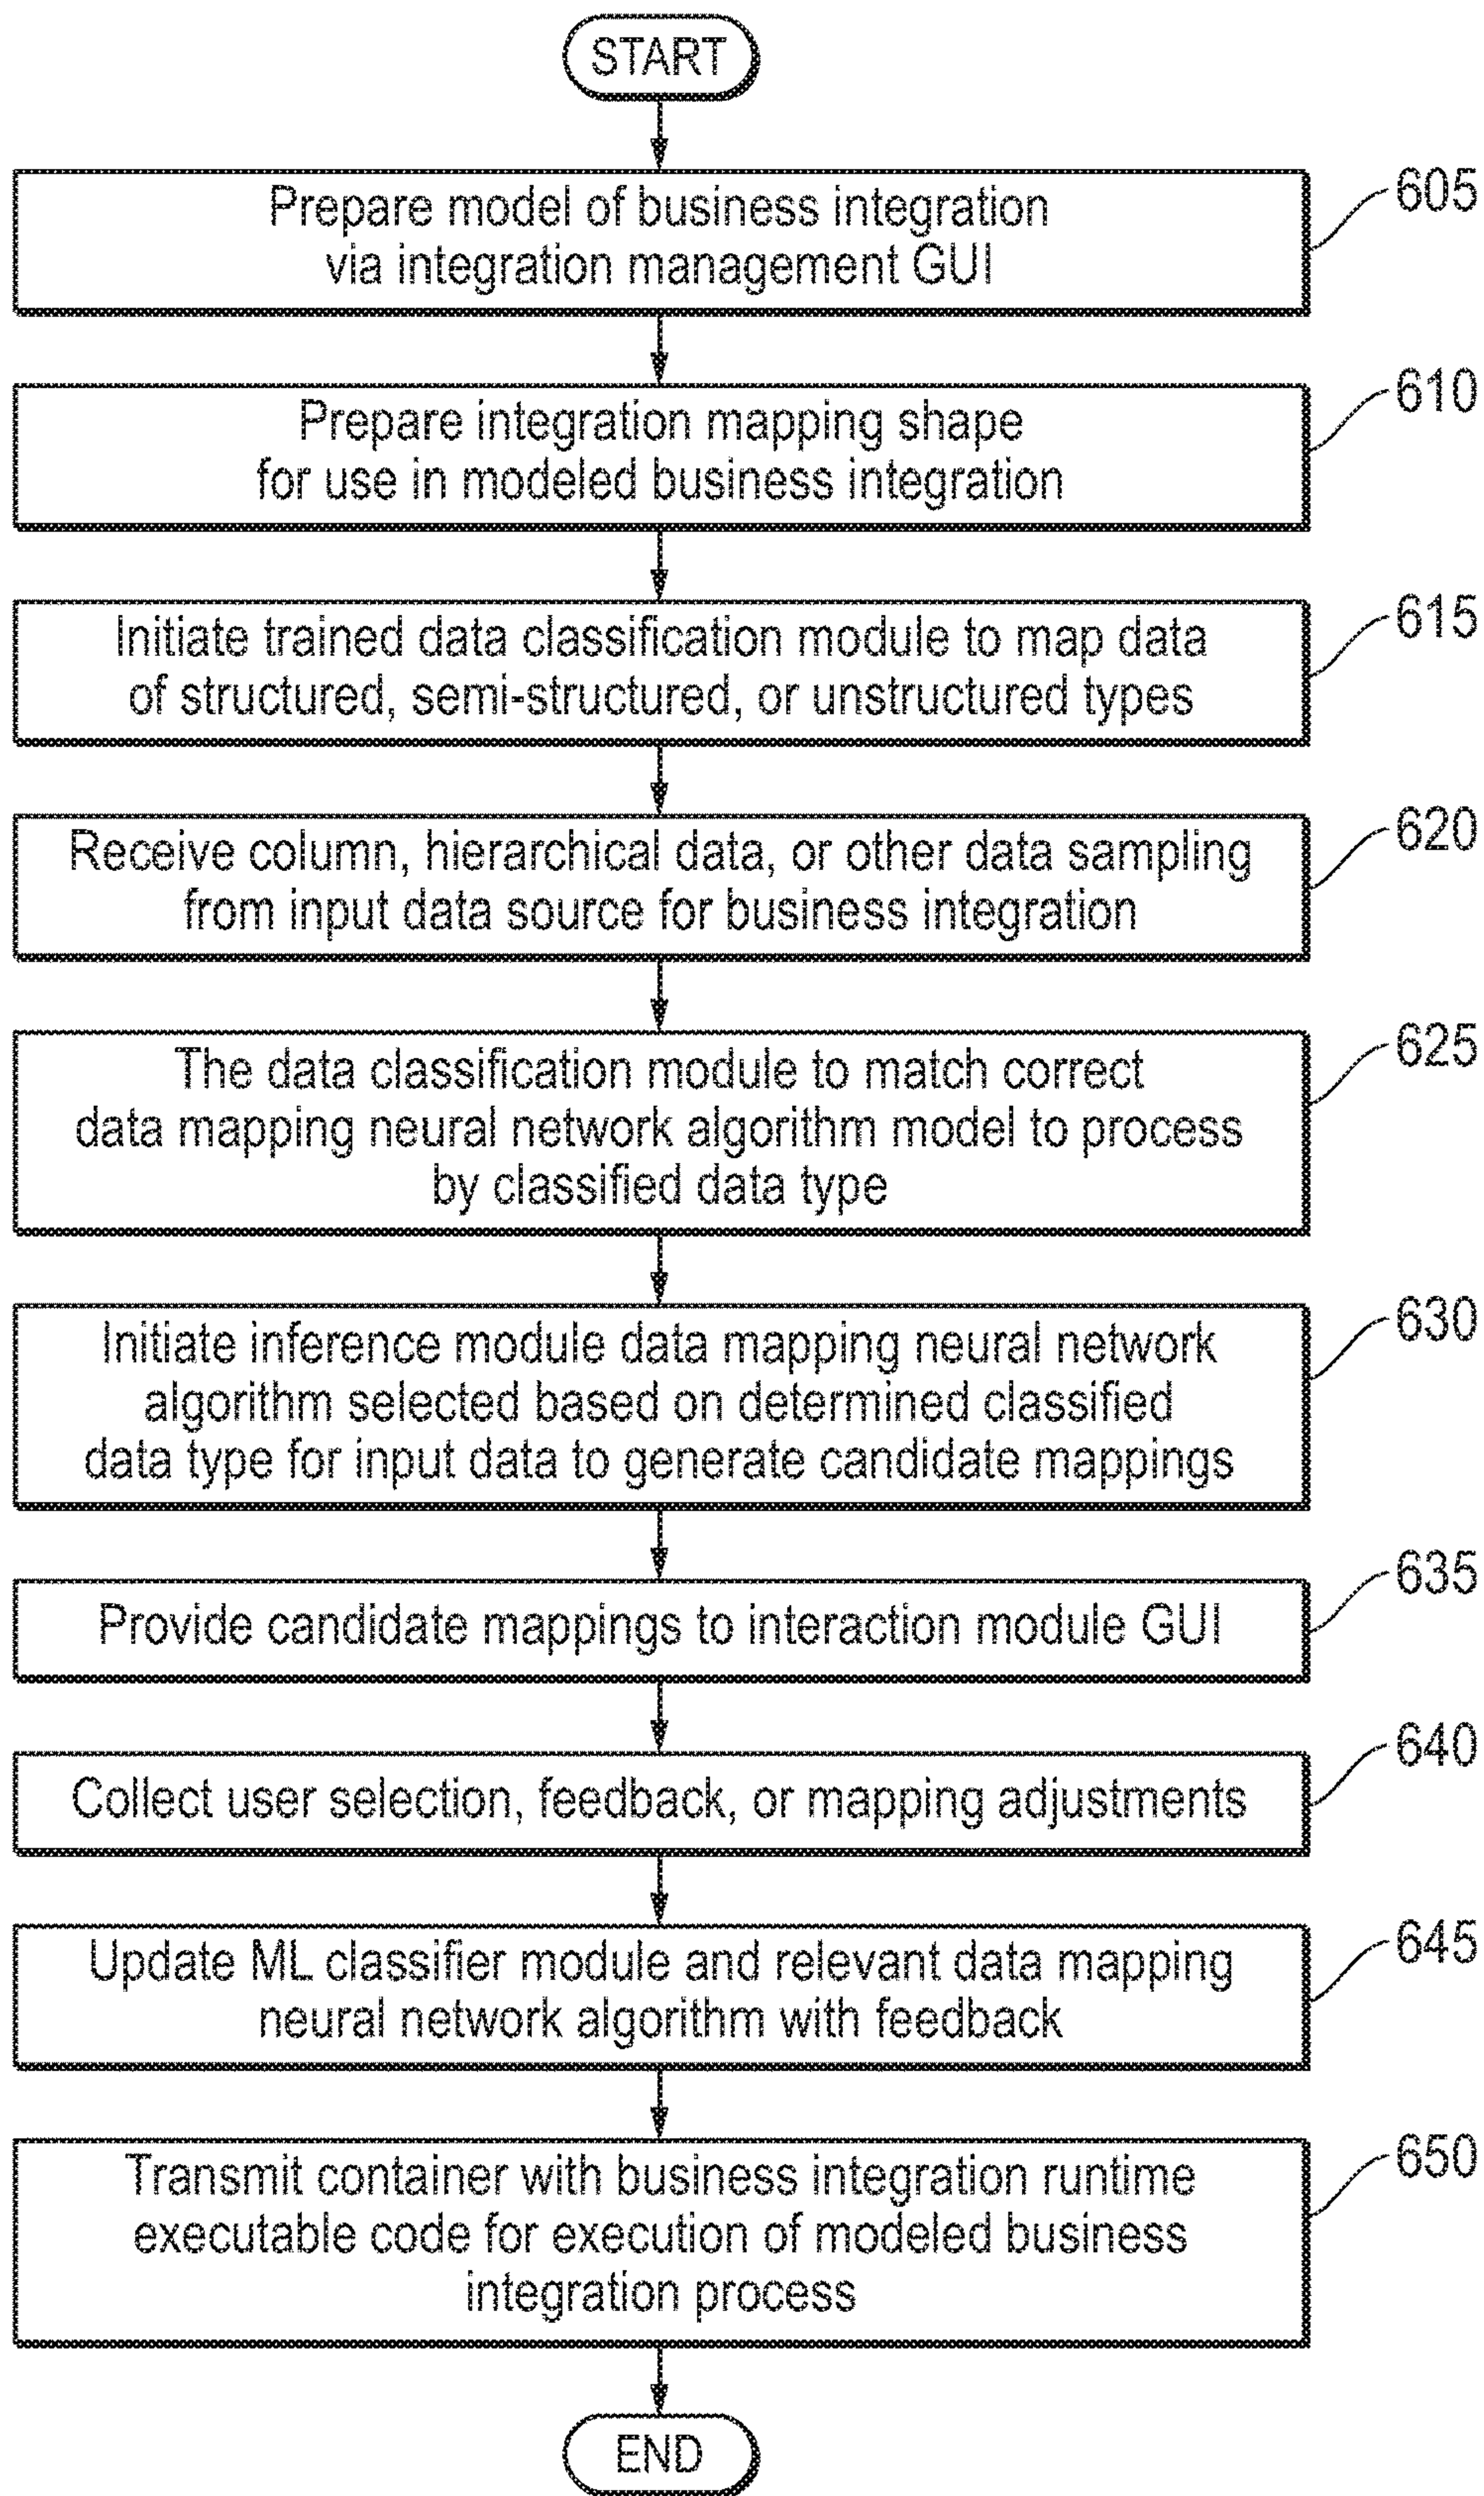 START
Prepare model of business integration
via integration management GUI
605
Prepare integration mapping shape
for use in modeled business integration
610
Initiate trained data classification module to map data
of structured, semi-structured, or unstructured types
615
Receive column, hierarchical data, or other data sampling
from input data source for business integration
620
The data classification module to match correct
data mapping neural network algorithm model to process
by classified data type
625
Initiate inference module data mapping neural network
algorithm selected based on determined classified
data type for input data to generate candidate mappings
630
Provide candidate mappings to interaction module GUI
635
Collect user selection, feedback, or mapping adjustments
640
Update ML classifier module and relevant data mapping
neural network algorithm with feedback
645
Transmit container with business integration runtime
executable code for execution of modeled business
integration process
650
END